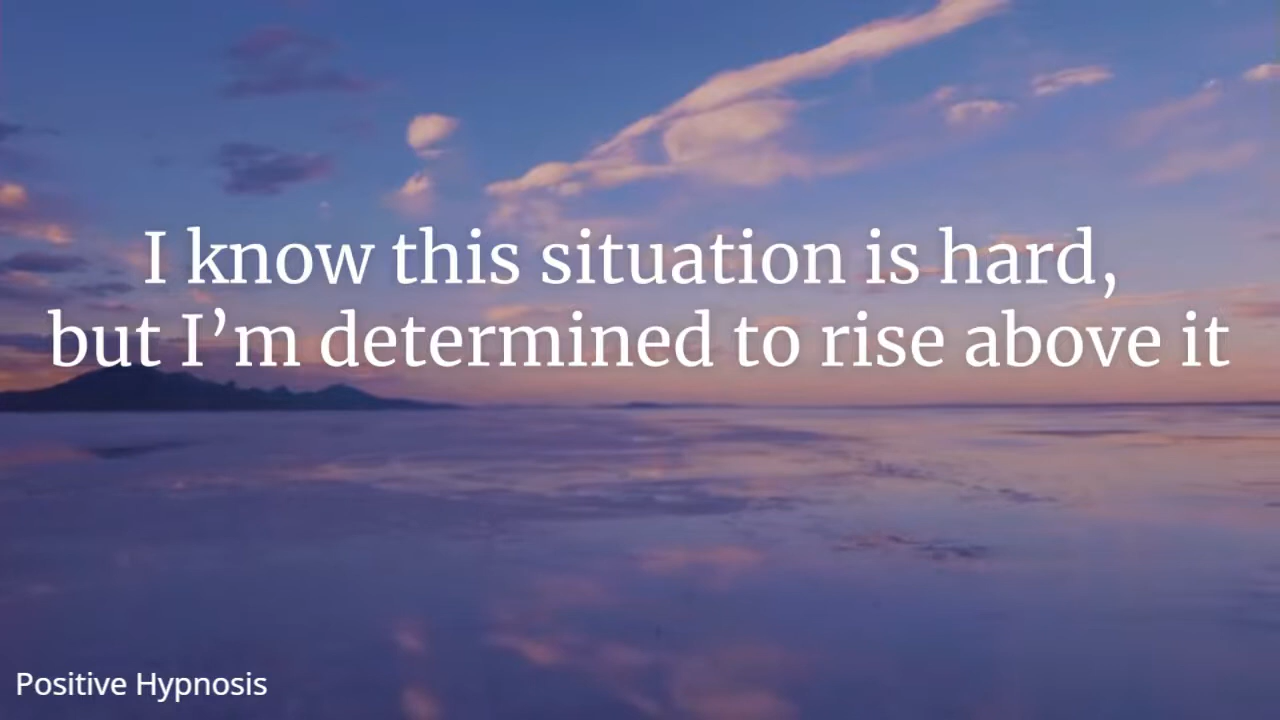 I know this situation is hard,
but I’m determined to rise above it
Positive Hypnosis